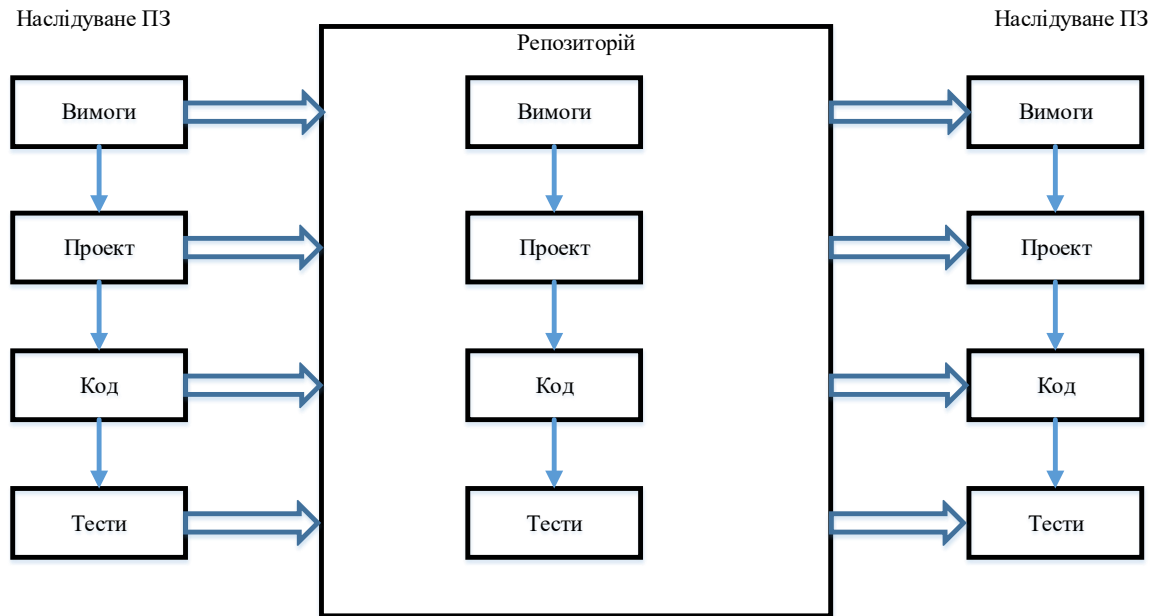 Наслідуване ПЗ
Наслідуване ПЗ
Репозиторій
Вимоги
Вимоги
Вимоги
Проект
Проект
Проект
Код
Код
Код
Тести
Тести
Тести